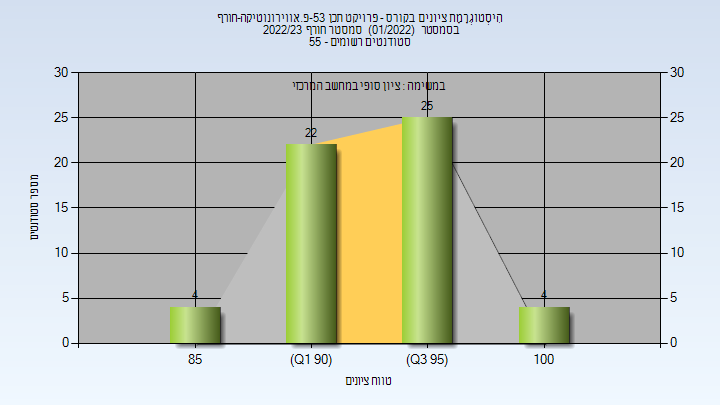 הִיסטוֹגְרַמַת ציונים בקורס - פרויקט תכן 53-פ.אווירונוטיקה-חורף
בסמסטר (01/2022) סמסטר חורף 2022/23
סטודנטים רשומים - 55
במשימה : ציון סופי במחשב המרכזי
30
25
20
15
10
5
0
30
25
20
15
10
5
0
מספר סטודנטים
4
22
25
4
85
(Q1 90)
(Q3 95)
100
טווח ציונים